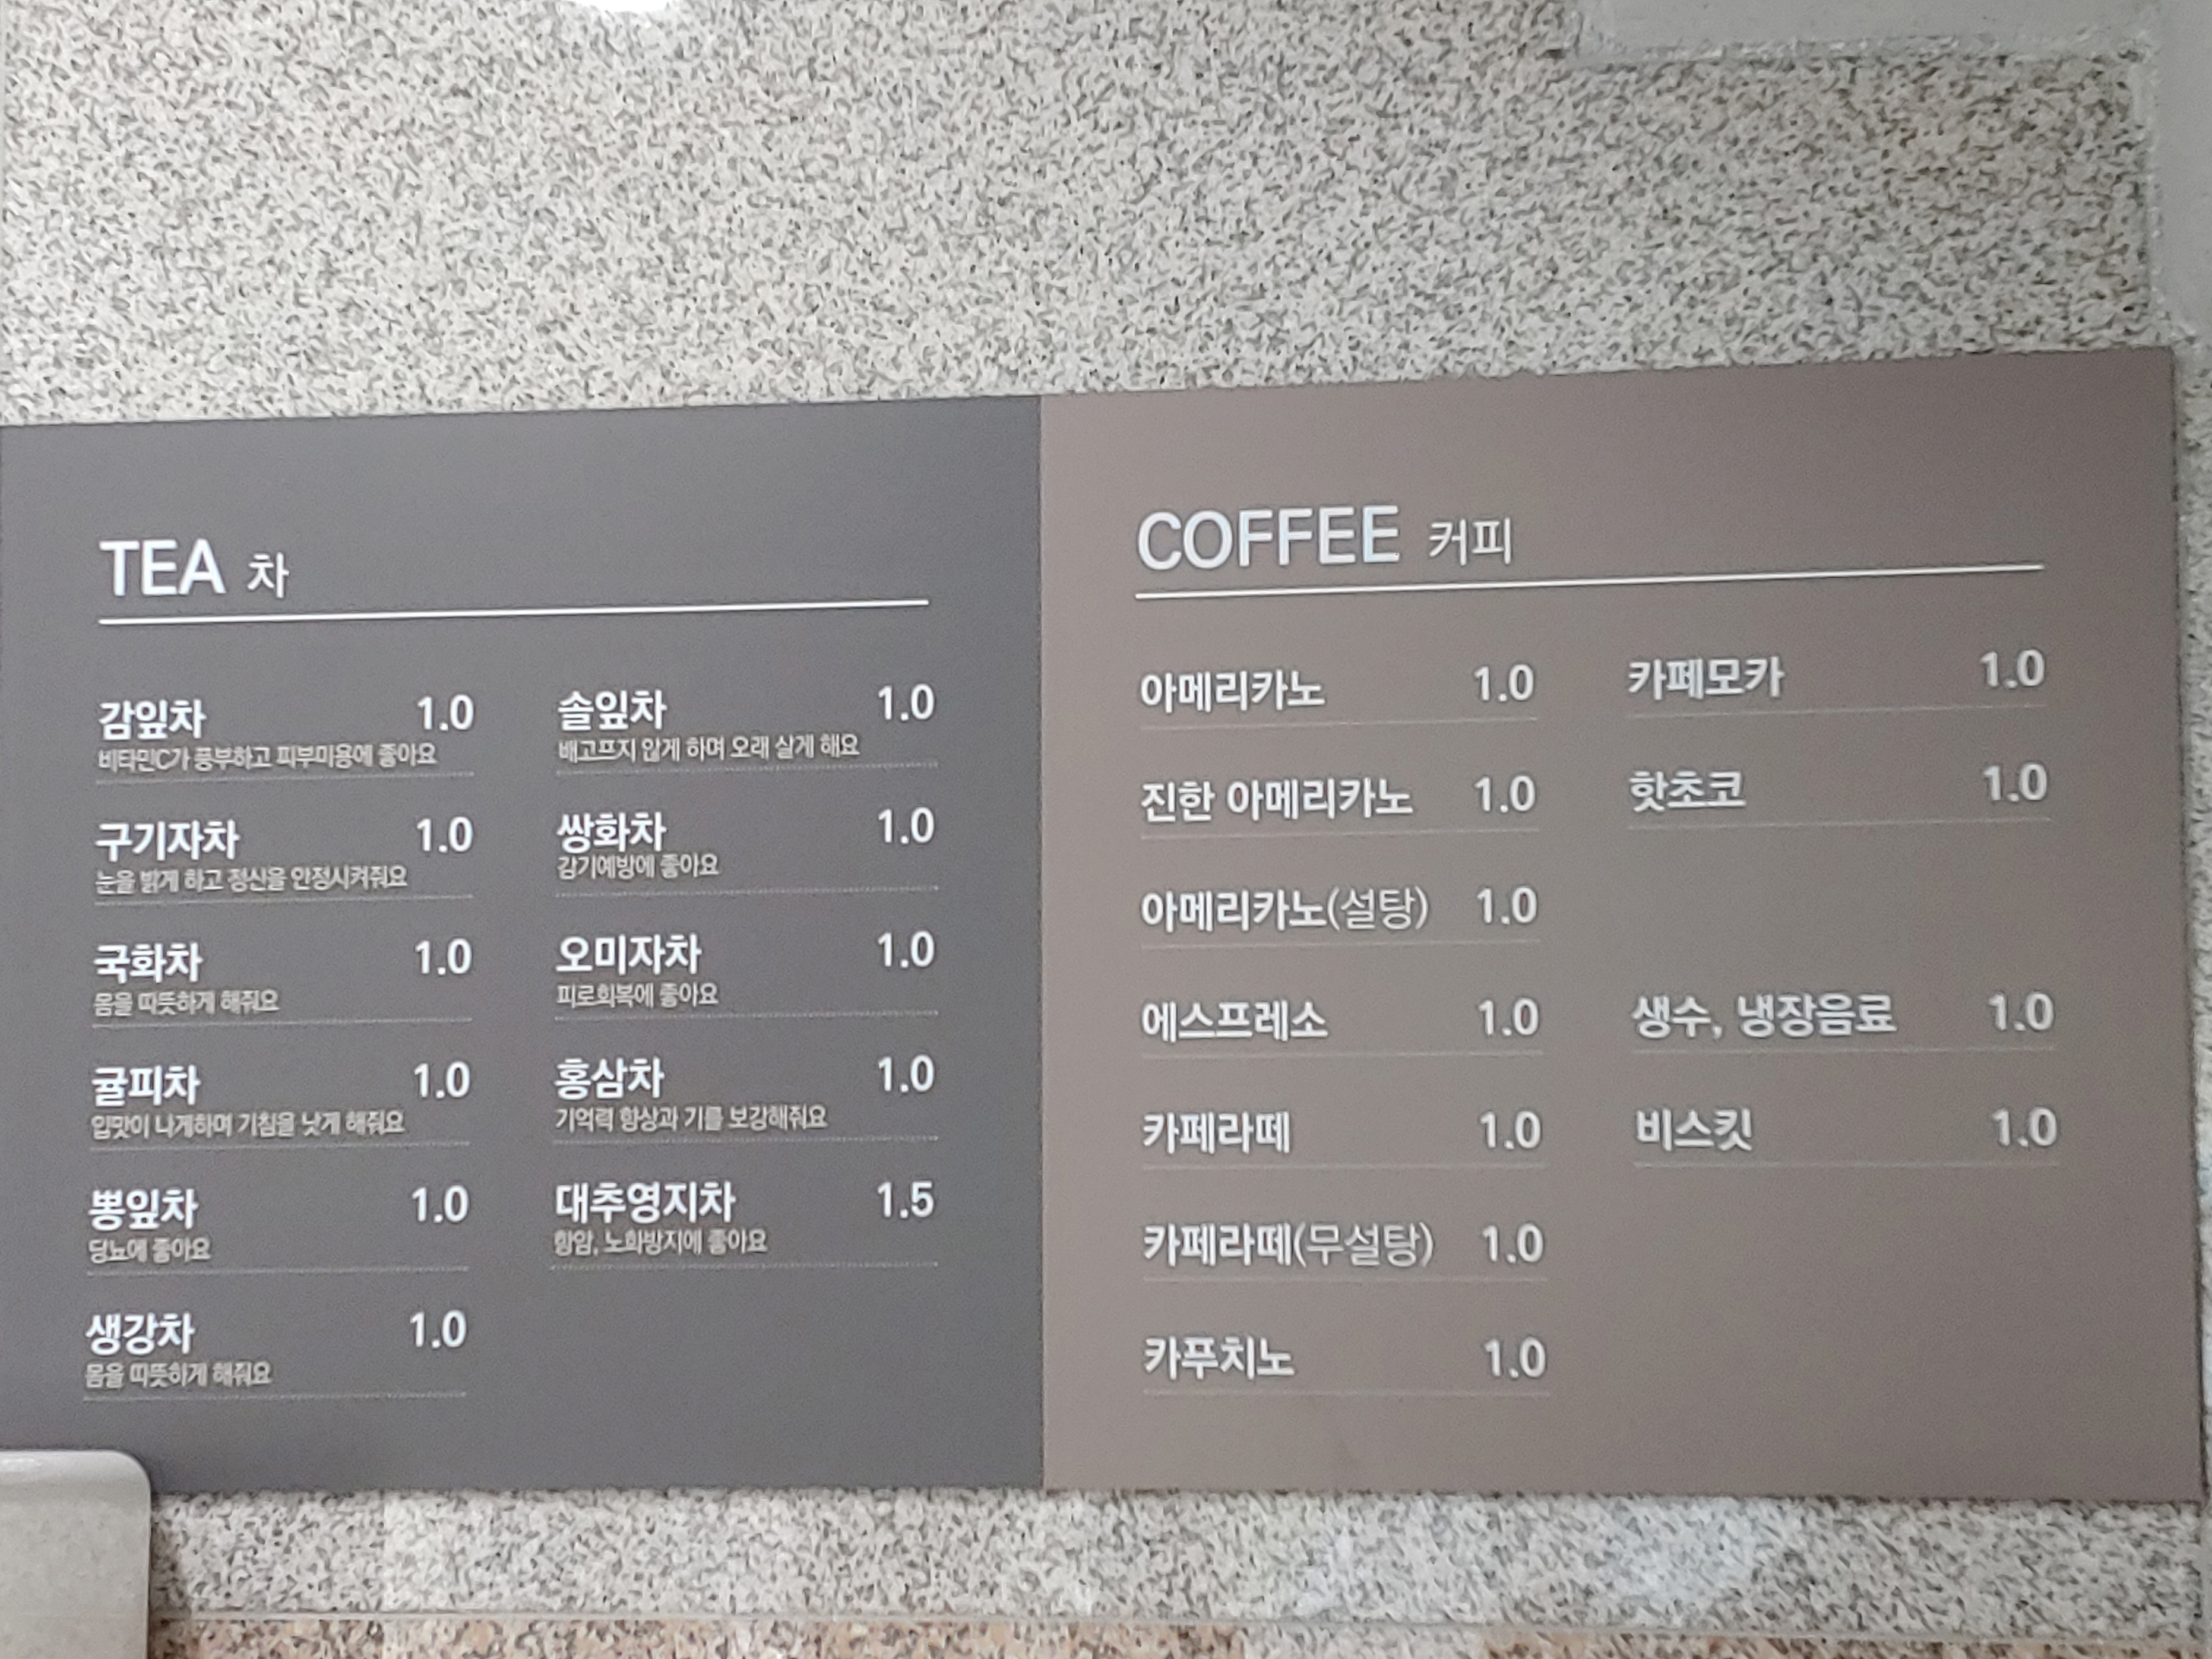 TEA 차
감잎차 1.0
비타민C가 풍부하고 피부미용에 좋아요
구기자차 1.0
눈을 밝게 하고 정신을 안정시켜줘요
국화차 1.0
몸을 따뜻하게 해줘요
귤피차 1.0
입맛이 나게하며 기침을 낫게 해줘요
뽕잎차 1.0
당뇨에 좋아요
생강차 1.0
몸을 따뜻하게 해줘요
솔잎차 1.0
배고프지 않게 하며 오래 살게 해요
쌍화차 1.0
감기예방에 좋아요
오미자차 1.0
피로회복에 좋아요
홍삼차 1.0
기억력 향상과 기를 보강해줘요
대추영지차 1.5
항암, 노화방지에 좋아요
COFFEE 커피
아메리카노 1.0
진한 아메리카노 1.0
아메리카노(설탕) 1.0
에스프레소 1.0
카페라떼 1.0
카페라떼(무설탕) 1.0
카푸치노 1.0
카페모카 1.0
핫초코 1.0
생수, 냉장음료 1.0
비스킷 1.0